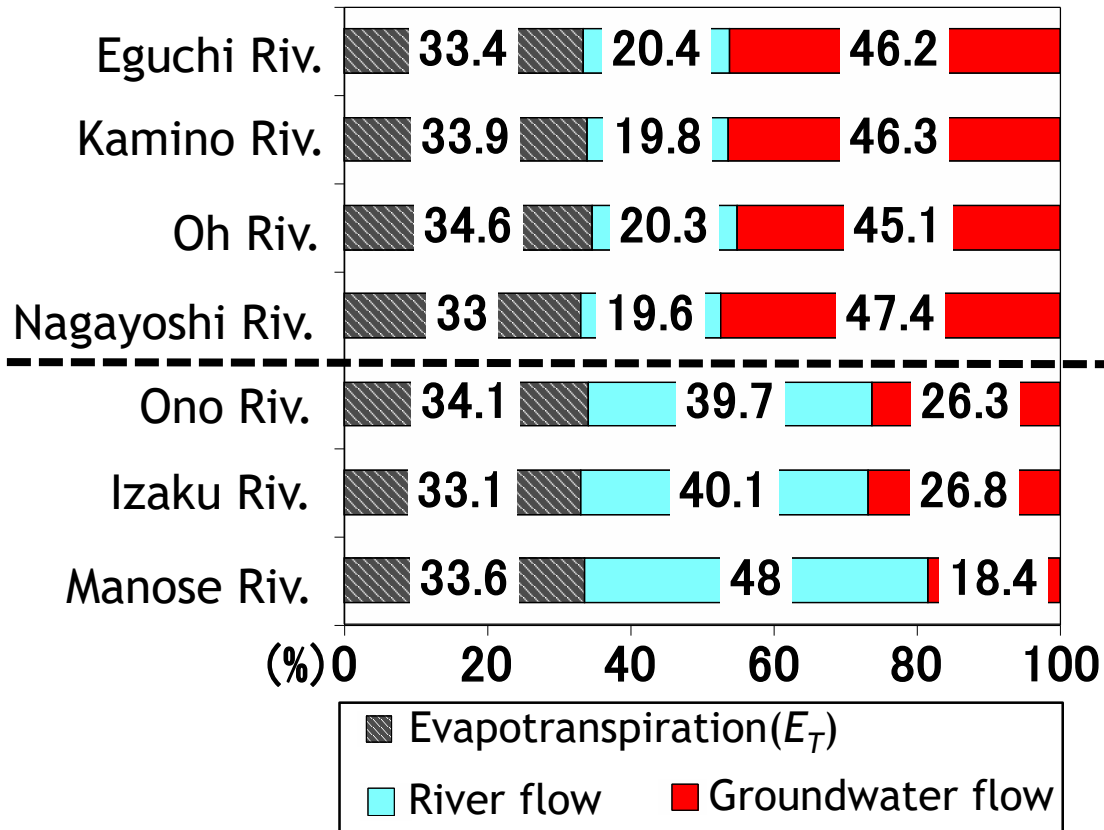 Eguchi Riv. 33.4 20.4 46.2
Kamino Riv. 33.9 19.8 46.3
Oh Riv. 34.6 20.3 45.1
Nagayoshi Riv. 33 19.6 47.4
Ono Riv. 34.1 39.7 26.3
Izaku Riv. 33.1 40.1 26.8
Manose Riv. 33.6 48 18.4
(%) 0 20 40 60 80 100
Evapotranspiration(E_T)
River flow Groundwater flow